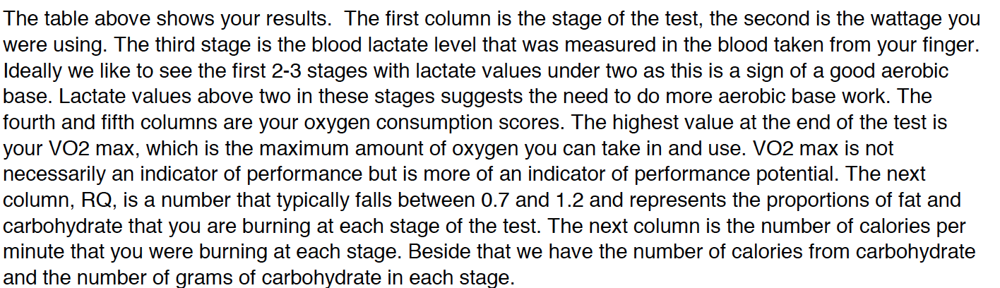 The table above shows your results.  The first column is the stage of the test, the second is the wattage you
were using. The third stage is the blood lactate level that was measured in the blood taken from your finger.
Ideally we like to see the first 2-3 stages with lactate values under two as this is a sign of a good aerobic
base. Lactate values above two in these stages suggests the need to do more aerobic base work. The
fourth and fifth columns are your oxygen consumption scores. The highest value at the end of the test is
your VO2 max, which is the maximum amount of oxygen you can take in and use. VO2 max is not
necessarily an indicator of performance but is more of an indicator of performance potential. The next
column, RQ, is a number that typically falls between 0.7 and 1.2 and represents the proportions of fat and
carbohydrate that you are burning at each stage of the test. The next column is the number of calories per
minute that you were burning at each stage. Beside that we have the number of calories from carbohydrate
and the number of grams of carbohydrate in each stage.